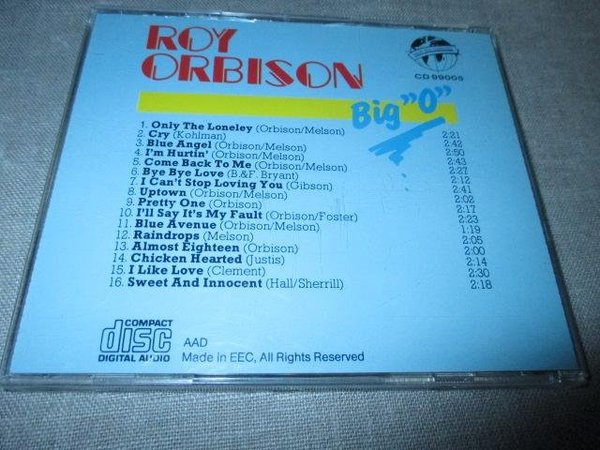 ROY
ORBISON
CD 99005
Big "O"
1. Only The Loneley (Orbison/Melson) 2:21
2. Cry (Kohlman) 2:42
3. Blue Angel (Orbison/Melson) 2:50
4. I'm Hurtin' (Orbison/Melson) 2:43
5. Come Back To Me (Orbison/Melson) 2:27
6. Bye Bye Love (B.&F. Bryant) 2:12
7. I Can't Stop Loving You (Gibson) 2:41
8. Uptown (Orbison/Melson) 2:02
9. Pretty One (Orbison) 2:17
10. I'll Say It's My Fault (Orbison/Foster) 2:23
11. Blue Avenue (Orbison/Melson) 1:19
12. Raindrops (Melson) 2:05
13. Almost Eighteen (Orbison) 2:00
14. Chicken Hearted (Justis) 2:14
15. I Like Love (Clement) 2:30
16. Sweet And Innocent (Hall/Sherrill) 2:18
COMPACT
disc
DIGITAL AUDIO
AAD
Made in EEC, All Rights Reserved